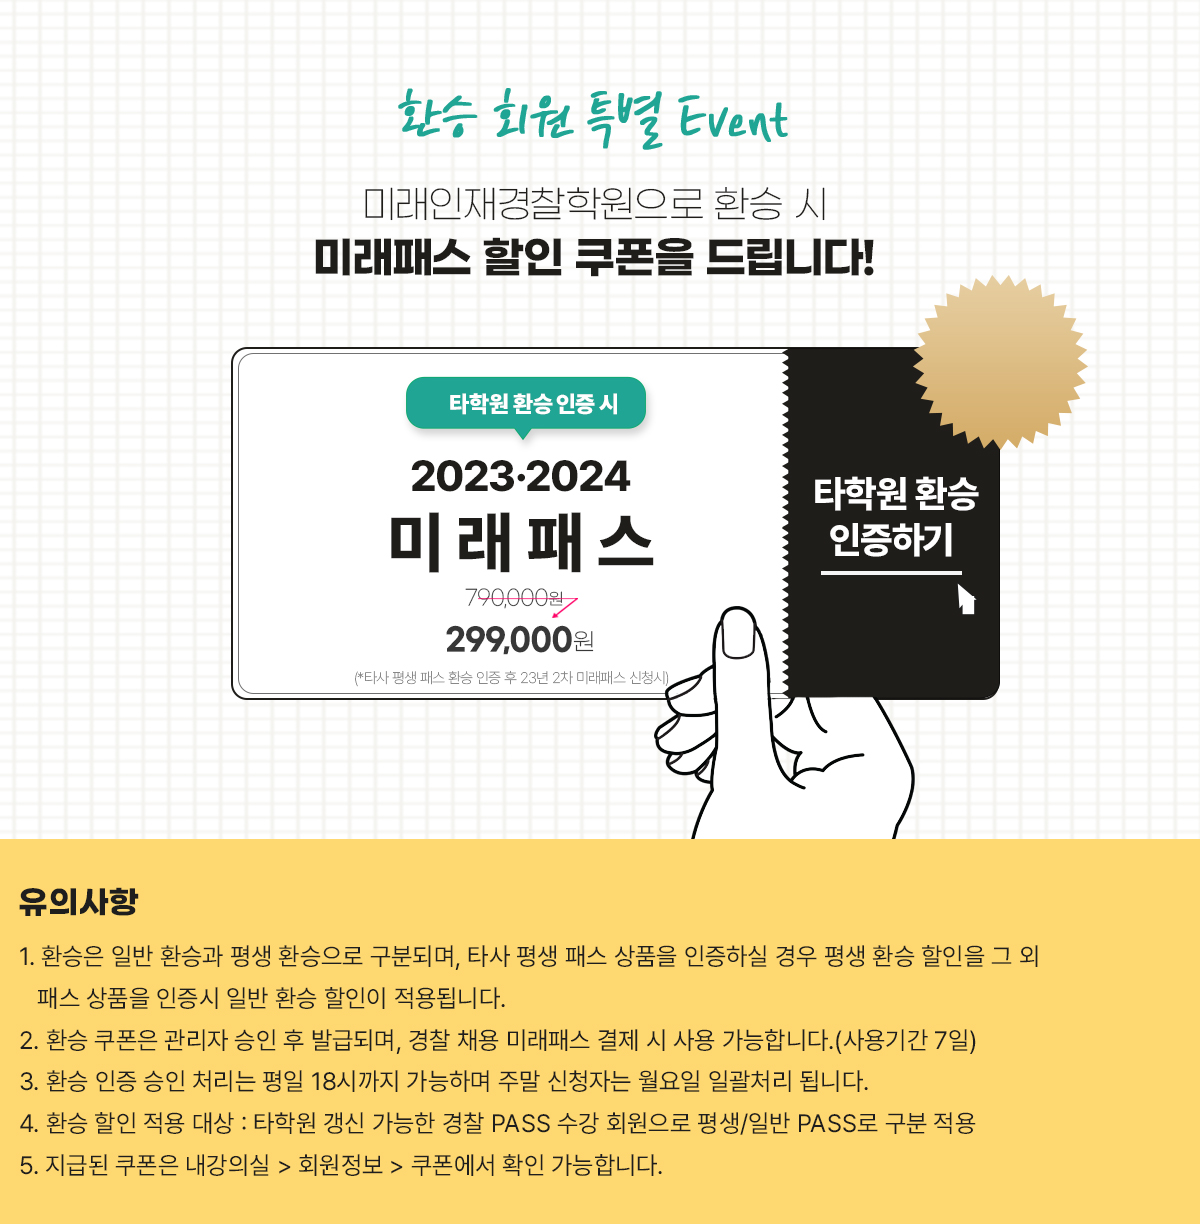 환승 회원 특별 Event
미래인재경찰학원으로 환승 시
미래패스 할인 쿠폰을 드립니다!
타학원 환승 인증 시
2023·2024
미래패스
790,000원
299,000원
(*타사 평생 패스 환승 인증 후 23년 2차 미래패스 신청시)
타학원 환승
인증하기
유의사항
1. 환승은 일반 환승과 평생 환승으로 구분되며, 타사 평생 패스 상품을 인증하실 경우 평생 환승 할인을 그 외
패스 상품을 인증시 일반 환승 할인이 적용됩니다.
2. 환승 쿠폰은 관리자 승인 후 발급되며, 경찰 채용 미래패스 결제 시 사용 가능합니다.(사용기간 7일)
3. 환승 인증 승인 처리는 평일 18시까지 가능하며 주말 신청자는 월요일 일괄처리 됩니다.
4. 환승 할인 적용 대상 : 타학원 갱신 가능한 경찰 PASS 수강 회원으로 평생/일반 PASS로 구분 적용
5. 지급된 쿠폰은 내강의실 > 회원정보 > 쿠폰에서 확인 가능합니다.